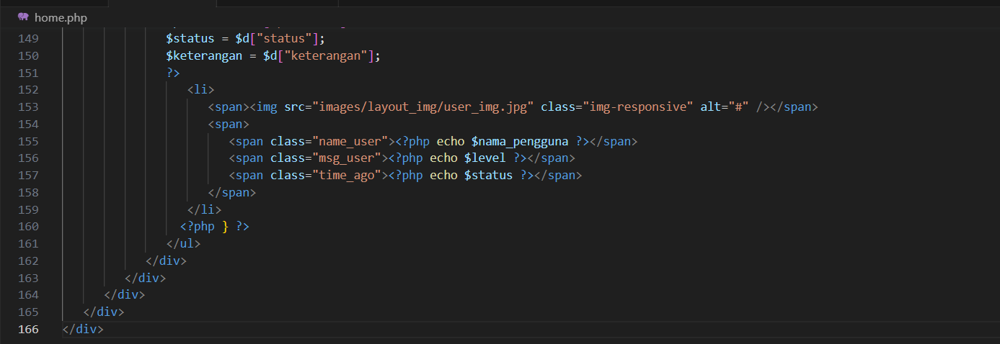 home.php
149 $status = $d["status"];
150 $keterangan = $d["keterangan"];
151 ?>
152 <li>
153 <span><img src="images/layout_img/user_img.jpg" class="img-responsive" alt="#" /></span>
154 <span>
155 <span class="name_user"><?php echo $nama_pengguna ?></span>
156 <span class="msg_user"><?php echo $level ?></span>
157 <span class="time_ago"><?php echo $status ?></span>
158 </span>
159 </li>
160 <?php } ?>
161 </ul>
162 </div>
163 </div>
164 </div>
165 </div>
166 </div>